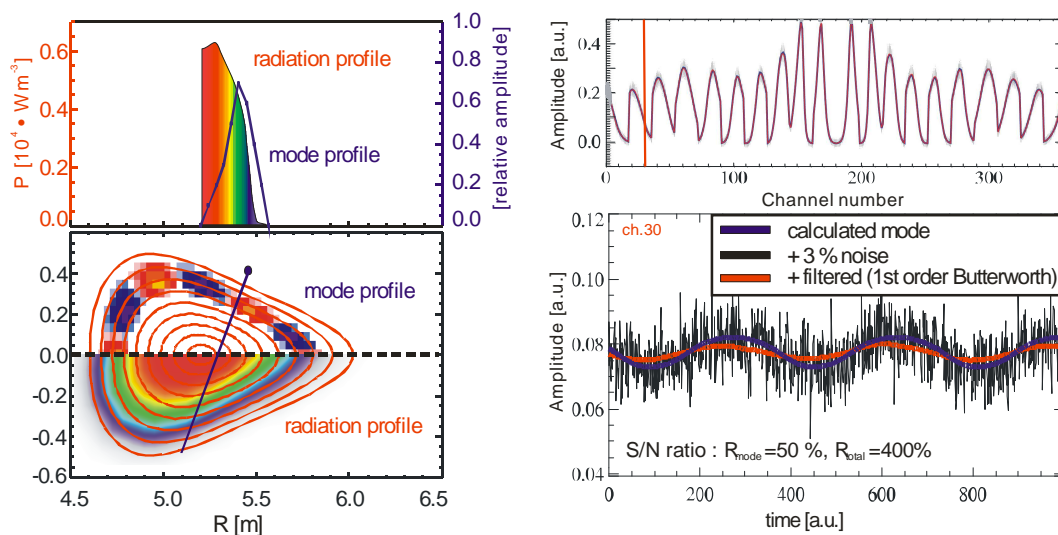 0.6
0.4
0.2
0.0
P [10⁴ • Wm⁻³]
1.0
0.8
0.6
0.4
0.2
0.0
[relative amplitude]
radiation profile
mode profile
0.4
0.2
0.0
-0.2
-0.4
-0.6
mode profile
radiation profile
4.5 5.0 5.5 6.0 6.5
R [m]
0.4
0.2
0.0
Amplitude [a.u.]
0 100 200 300
Channel number
0.12
0.10
0.08
0.06
0.04
Amplitude [a.u.]
ch.30
calculated mode
+ 3 % noise
+ filtered (1st order Butterworth)
S/N ratio : Rmode =50 %, Rtotal =400%
0 200 400 600 800
time [a.u.]